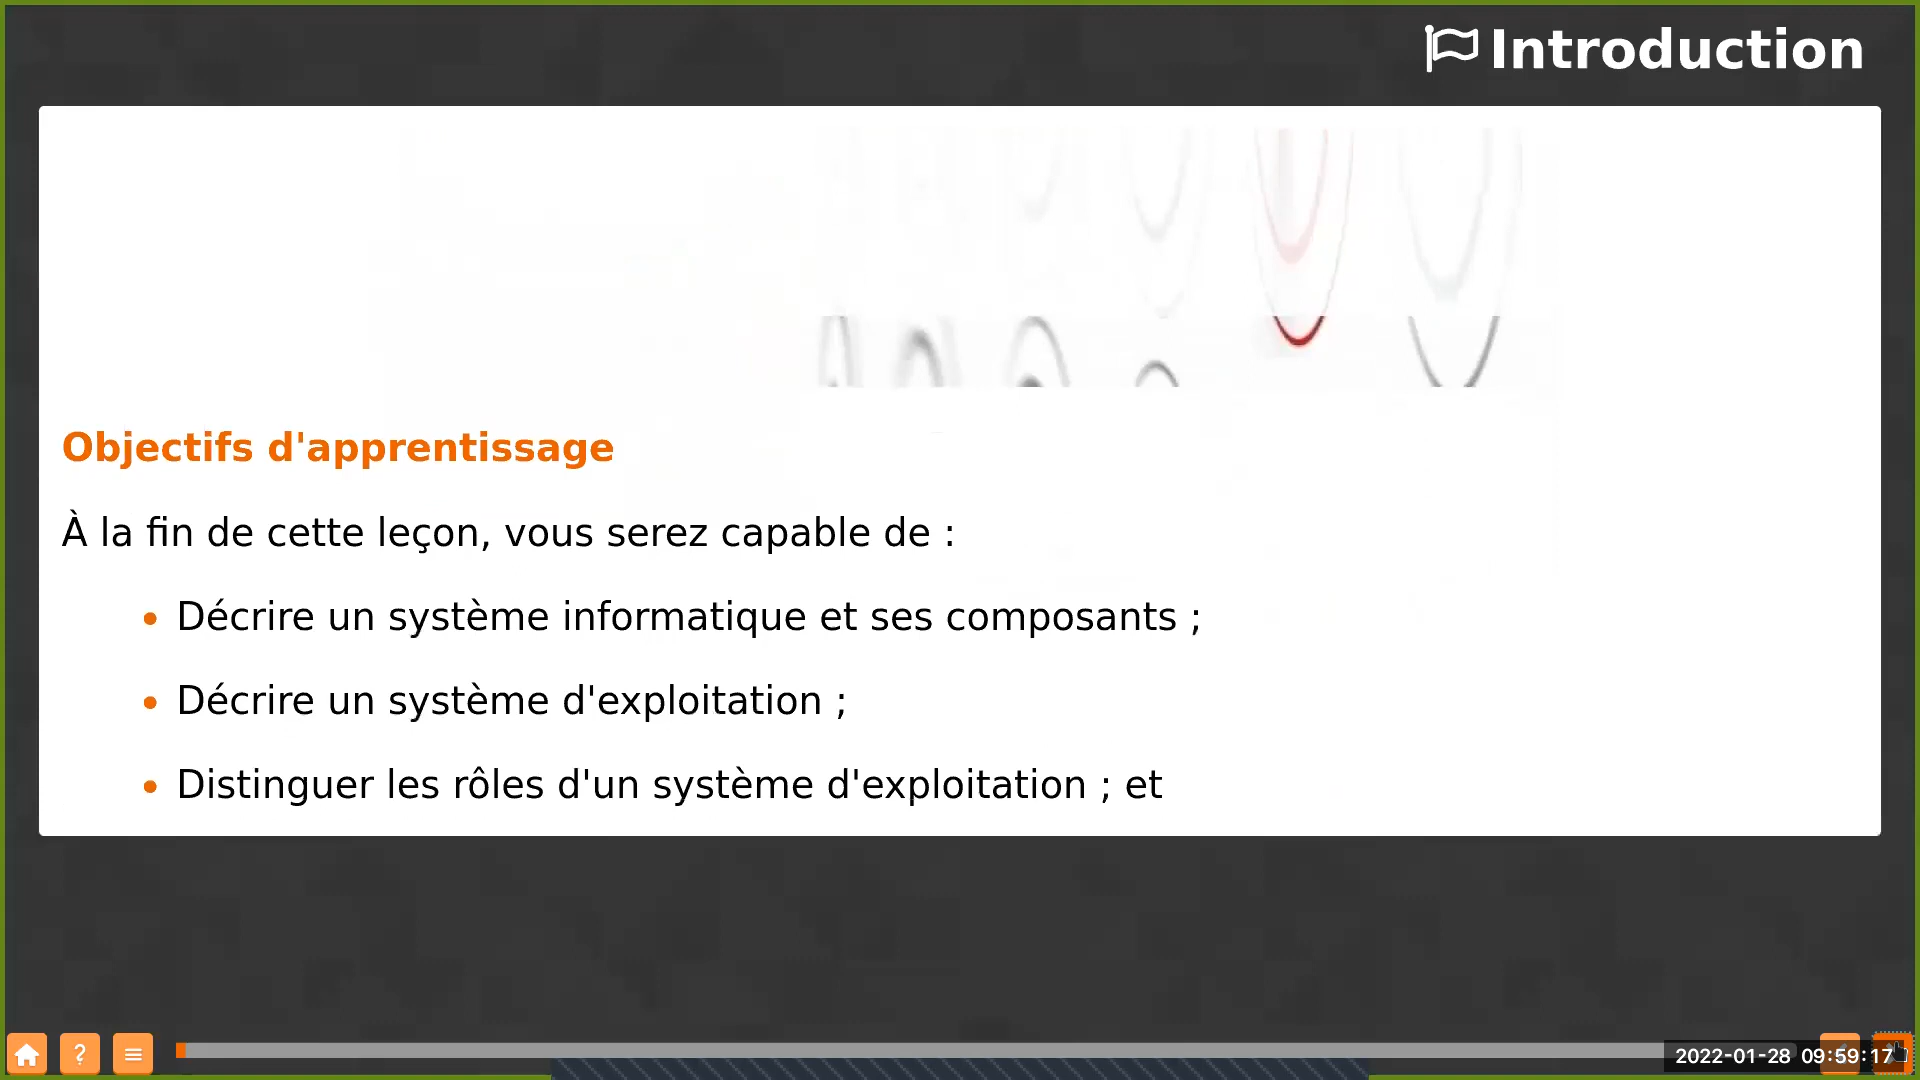 Introduction
Objectifs d'apprentissage
À la fin de cette leçon, vous serez capable de :
• Décrire un système informatique et ses composants ;
• Décrire un système d'exploitation ;
• Distinguer les rôles d'un système d'exploitation ; et
?
2022-01-28 09:59:17